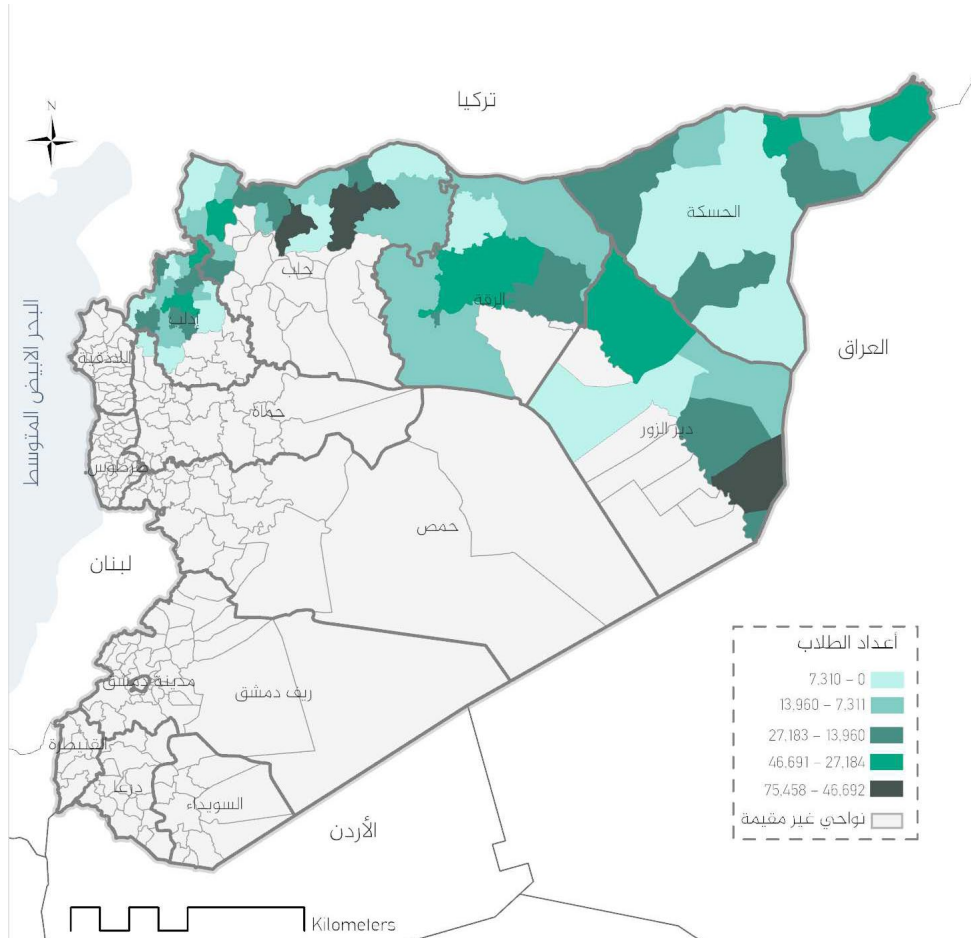 N
تركيا
الحسكة
حلب
الرقة
إدلب
العراق
اللاذقية
البحر الابيض المتوسط
حماة
دير الزور
طرطوس
حمص
لبنان
مدينة دمشق
ريف دمشق
القنيطرة
درعا
السويداء
الأردن
أعداد الطلاب
7,310 – 0
13,960 – 7,311
27,183 – 13,960
46,691 – 27,184
75,458 – 46,692
نواحي غير مقيمة
Kilometers